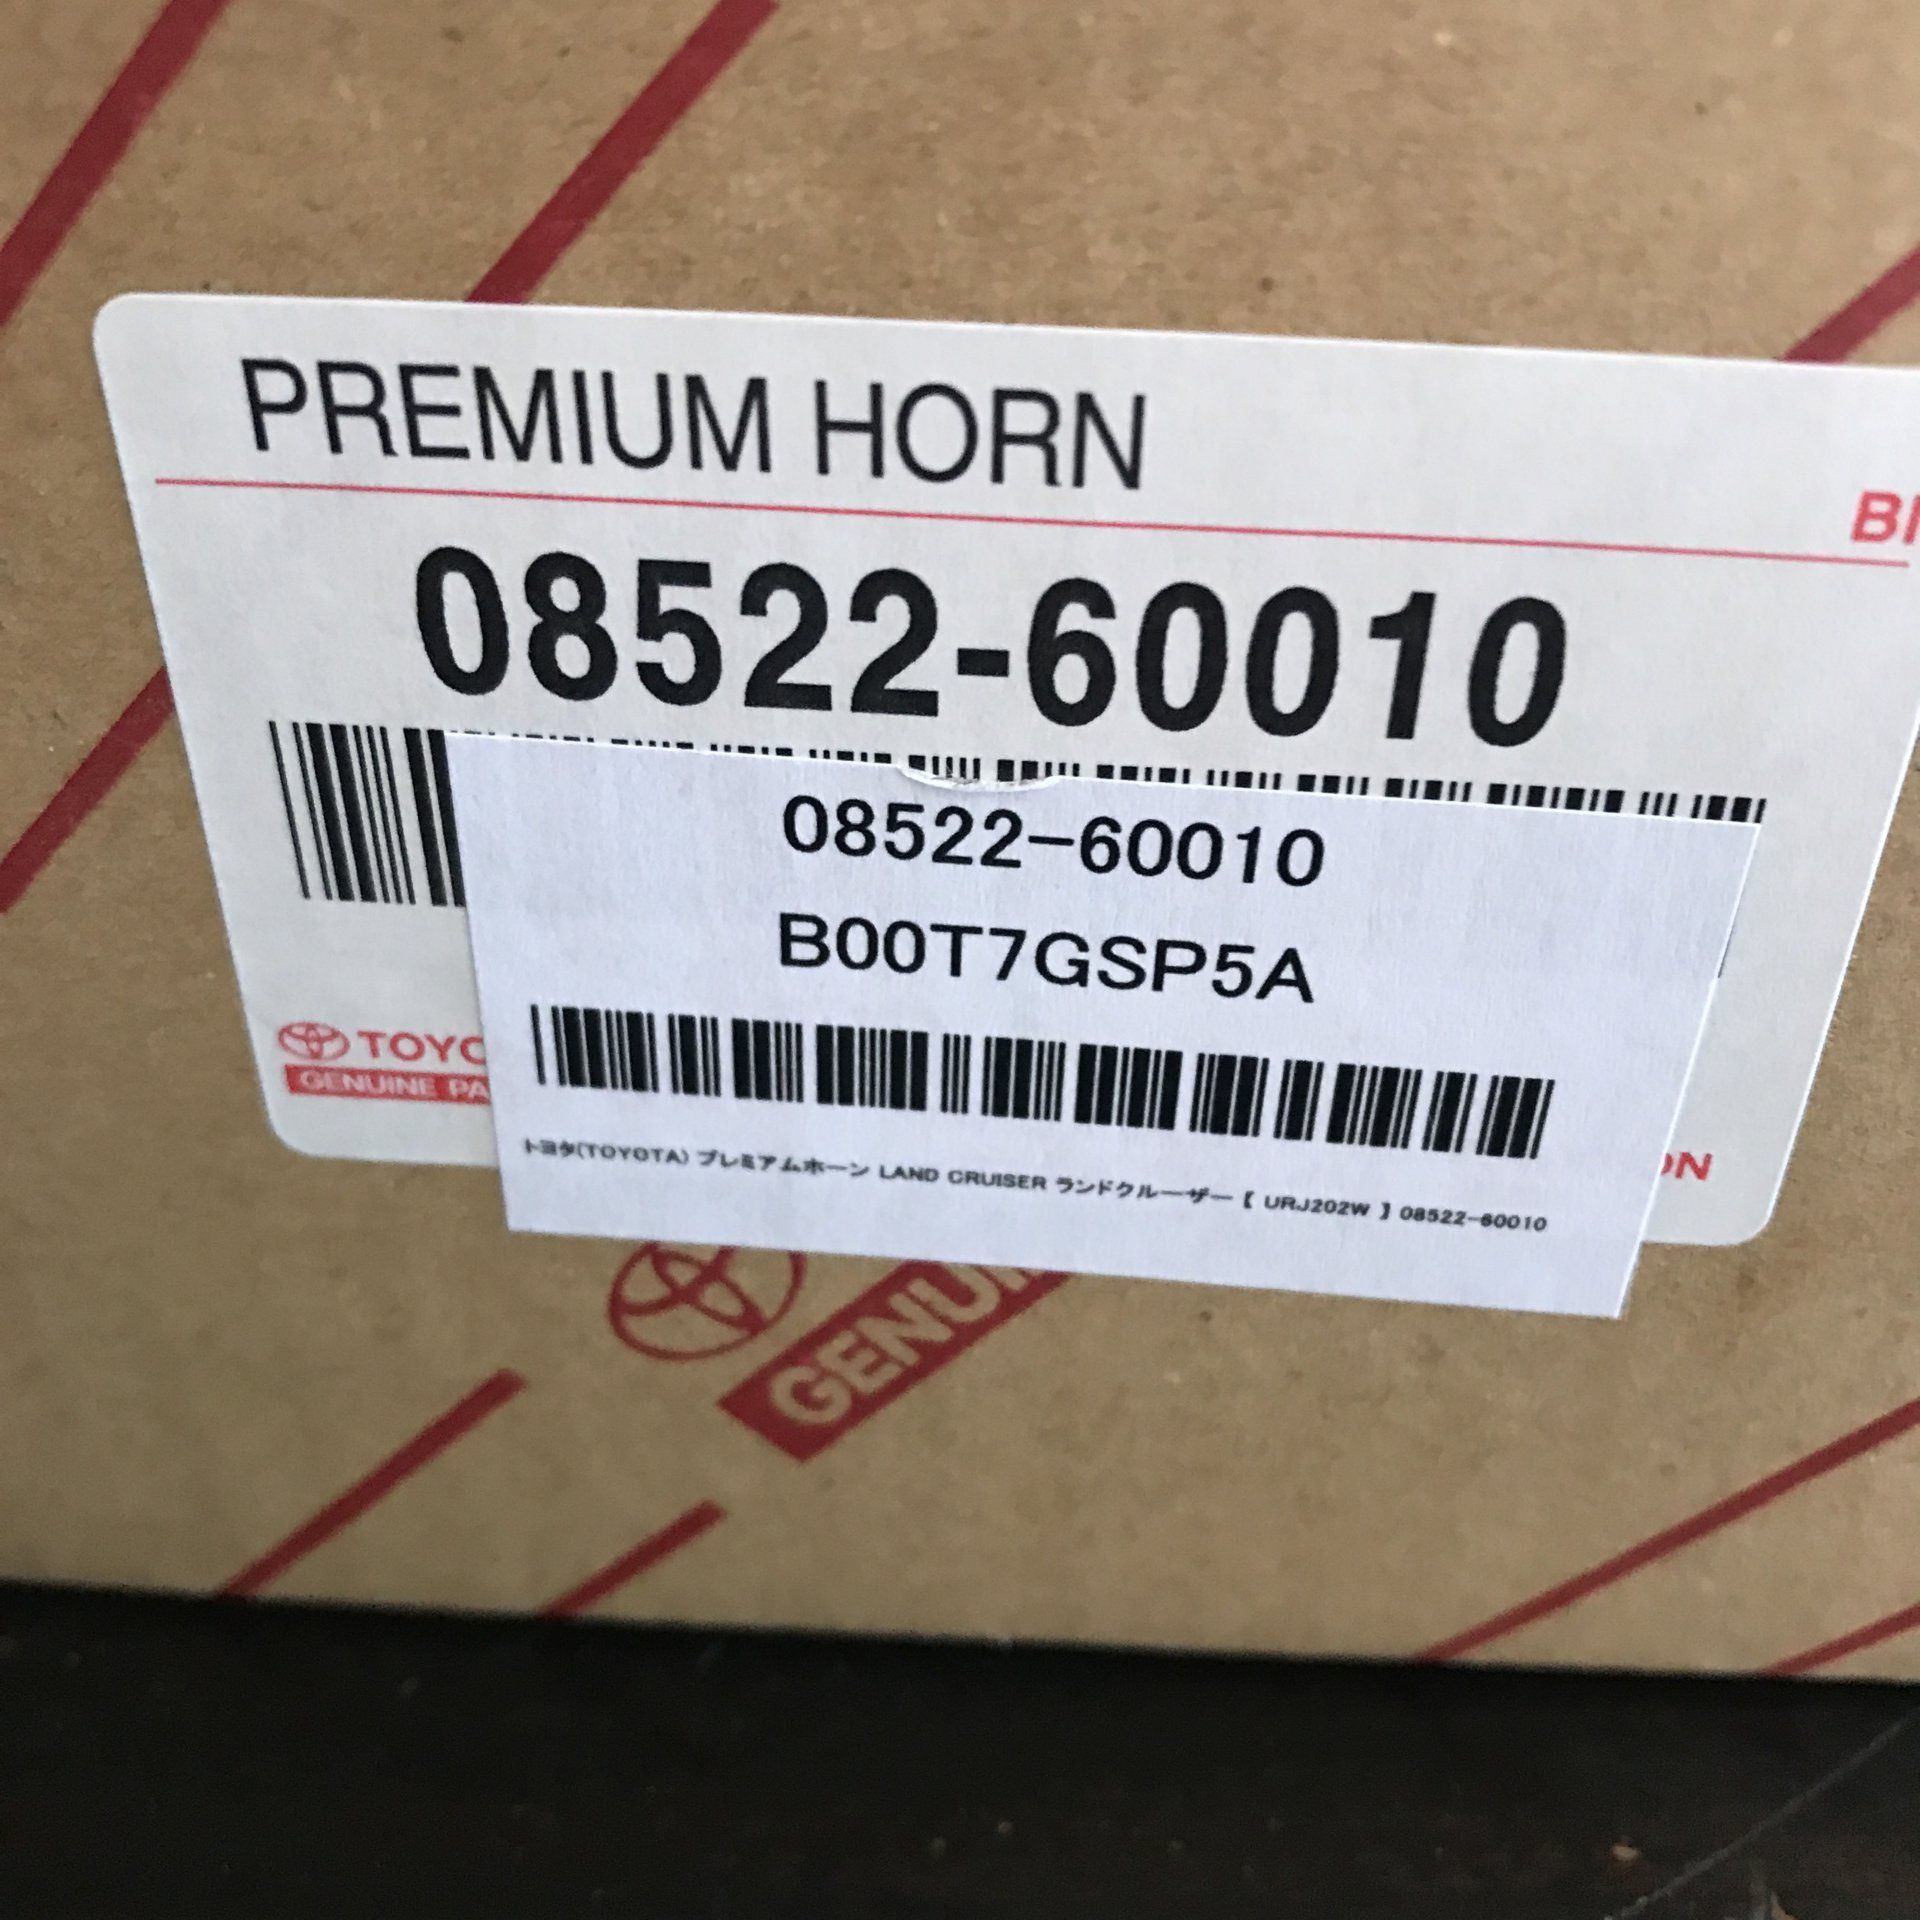 PREMIUM HORN
08522-60010
08522-60010
B00T7GSP5A
トヨタ(TOYOTA) プレミアムホーン LAND CRUISER ランドクルーザー【 URJ202W 】08522-60010
GENUINE